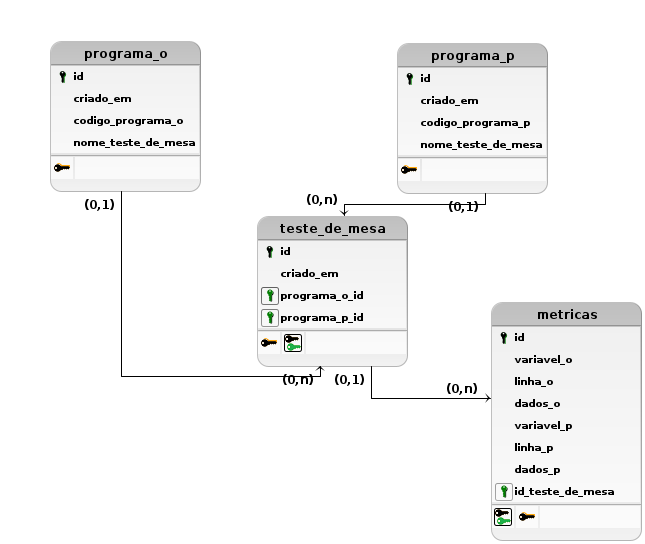 programa_o
id
criado_em
codigo_programa_o
nome_teste_de_mesa
(0,1)
programa_p
id
criado_em
codigo_programa_p
nome_teste_de_mesa
(0,1)
(0,n)
teste_de_mesa
id
criado_em
programa_o_id
programa_p_id
(0,n)
(0,1)
(0,n)
metricas
id
variavel_o
linha_o
dados_o
variavel_p
linha_p
dados_p
id_teste_de_mesa